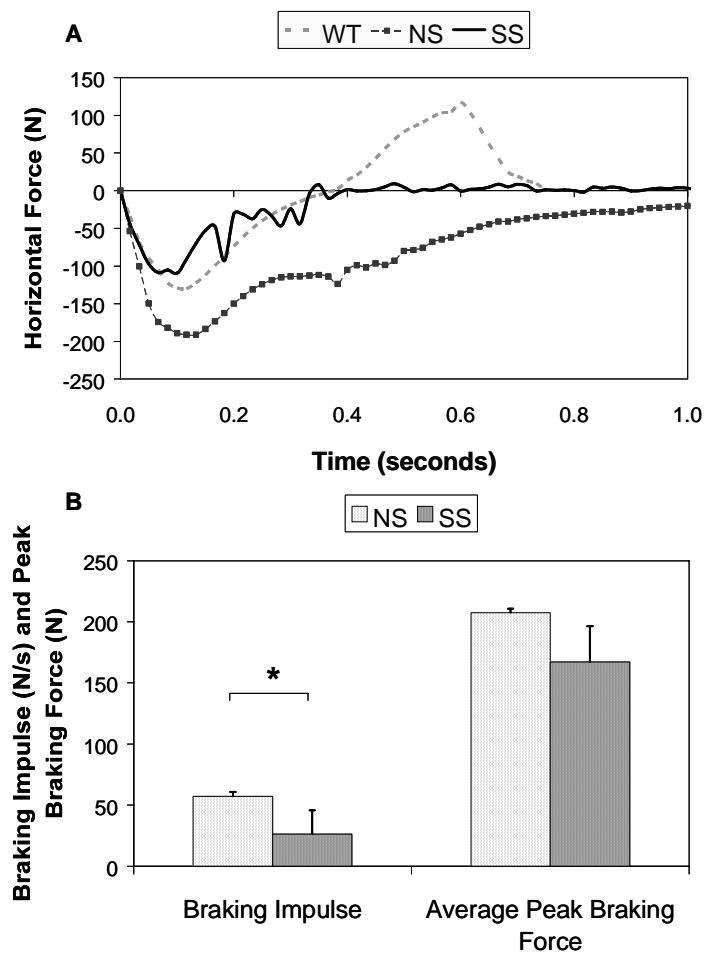 A
WT NS SS
Horizontal Force (N)
150
100
50
0
-50
-100
-150
-200
-250
0.0 0.2 0.4 0.6 0.8 1.0
Time (seconds)
B
NS SS
Braking Impulse (N/s) and Peak
Braking Force (N)
250
200
150
100
50
0
*
Braking Impulse
Average Peak Braking
Force